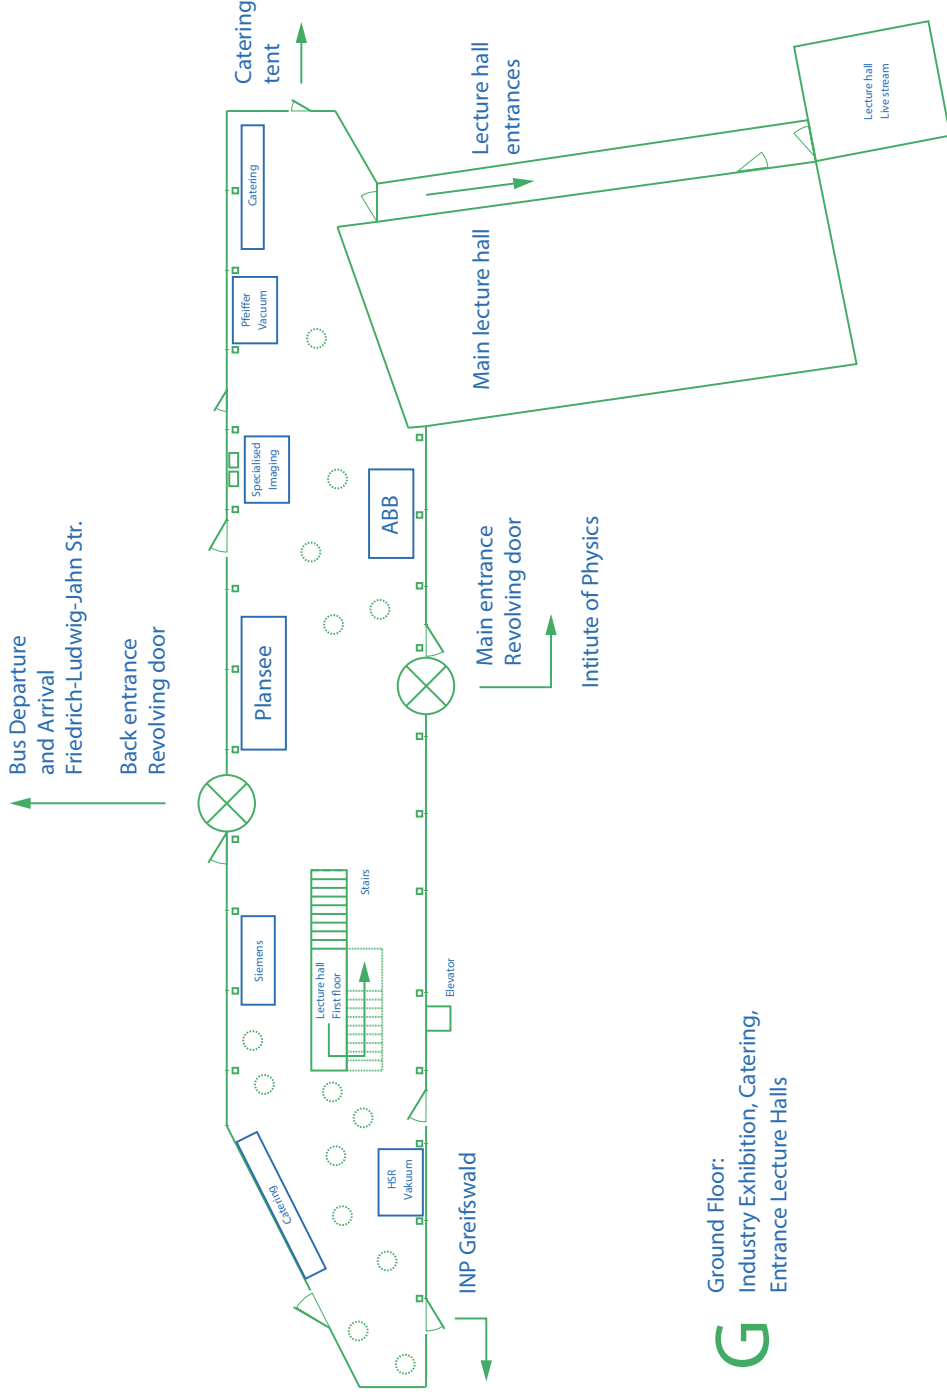 Bus Departure
and Arrival
Friedrich-Ludwig-Jahn Str.
Back entrance
Revolving door
Catering
tent
Catering
Siemens
Plansee
Specialised
Imaging
Pfeiffer
Vacuum
Catering
Lecture hall
First floor
Stairs
HSR
Vakuum
ABB
Elevator
INP Greifswald
Main entrance
Revolving door
Intitute of Physics
Main lecture hall
Lecture hall
entrances
Lecture hall
Live stream
G
Ground Floor:
Industry Exhibition, Catering,
Entrance Lecture Halls